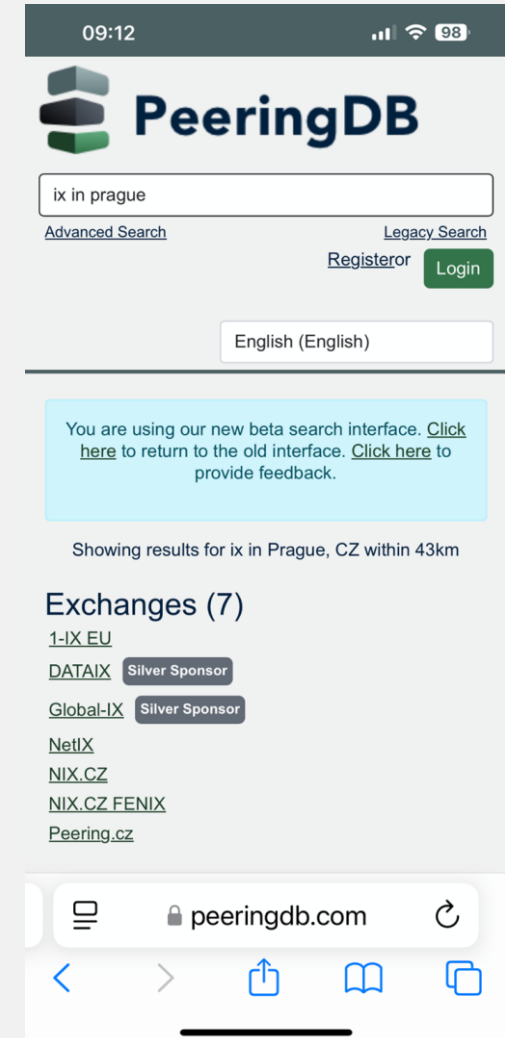 09:12
98
PeeringDB
ix in prague
Advanced Search
Legacy Search
Registeror
Login
English (English)
You are using our new beta search interface. Click
here to return to the old interface. Click here to
provide feedback.
Showing results for ix in Prague, CZ within 43km
Exchanges (7)
1-IX EU
DATAIX Silver Sponsor
Global-IX Silver Sponsor
NetIX
NIX.CZ
NIX.CZ FENIX
Peering.cz
peeringdb.com